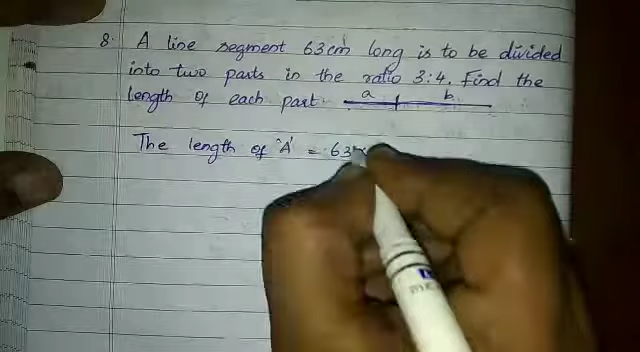 8. A line segment 63cm long is to be divided
into two parts in the ratio 3:4. Find the
length of each part.
a b
The length of 'A' = 63